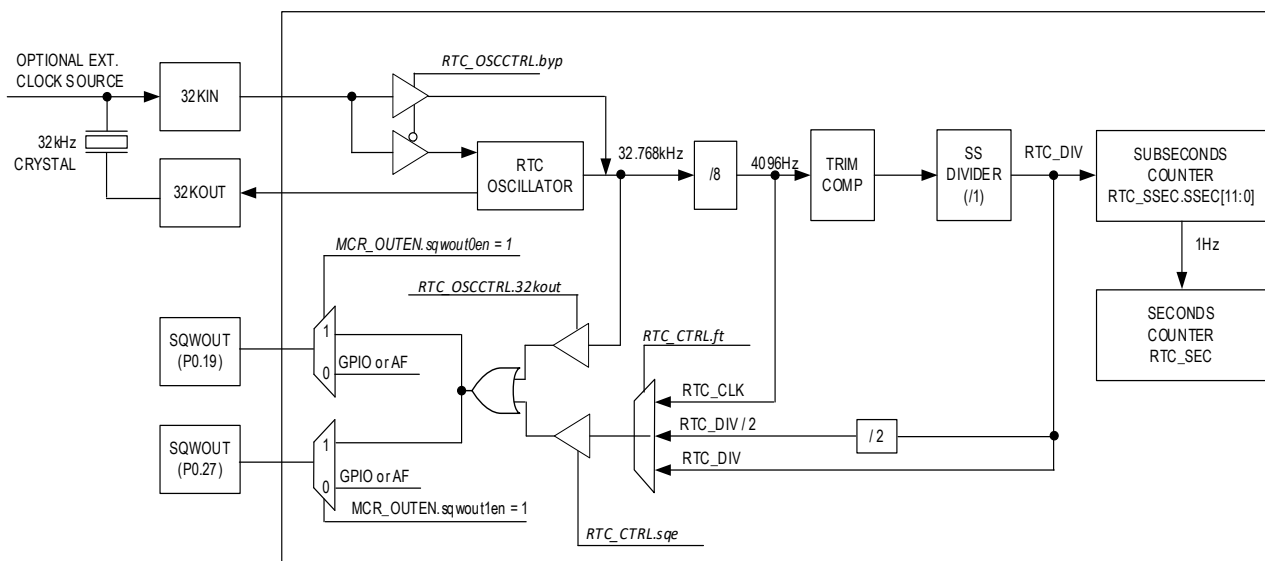 OPTIONAL EXT.
CLOCK SOURCE
32kHz
CRYSTAL
32KIN
32KOUT
RTC_OSCCTRL.byp
RTC
OSCILLATOR
32.768kHz
/8
4096Hz
TRIM
COMP
SS
DIVIDER
(/1)
RTC_DIV
SUBSECONDS
COUNTER
RTC_SSEC.SSEC[11:0]
1Hz
SECONDS
COUNTER
RTC_SEC
MCR_OUTEN.sqwout0en = 1
RTC_OSCCTRL.32kout
RTC_CTRL.ft
SQWOUT
(P0.19)
1
0
GPIO or AF
RTC_CLK
RTC_DIV / 2
/ 2
RTC_DIV
SQWOUT
(P0.27)
1
0
GPIO or AF
MCR_OUTEN.sqwout1en = 1
RTC_CTRL.sqe